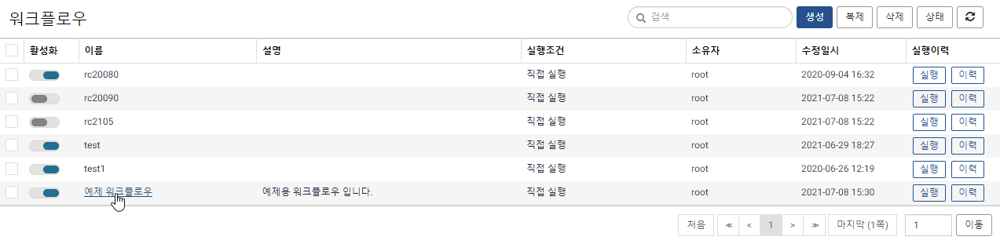 워크플로우
검색 생성 복제 삭제 상태
활성화 이름 설명 실행조건 소유자 수정일시 실행이력
rc20080 직접 실행 root 2020-09-04 16:32 실행 이력
rc20090 직접 실행 root 2021-07-08 15:22 실행 이력
rc2105 직접 실행 root 2021-07-08 15:22 실행 이력
test 직접 실행 root 2021-06-29 18:27 실행 이력
test1 직접 실행 root 2020-06-26 12:19 실행 이력
예제 워크플로우 예제용 워크플로우 입니다. 직접 실행 root 2021-07-08 15:30 실행 이력
처음 ≪ < 1 > ≫ 마지막 (1쪽) 1 이동